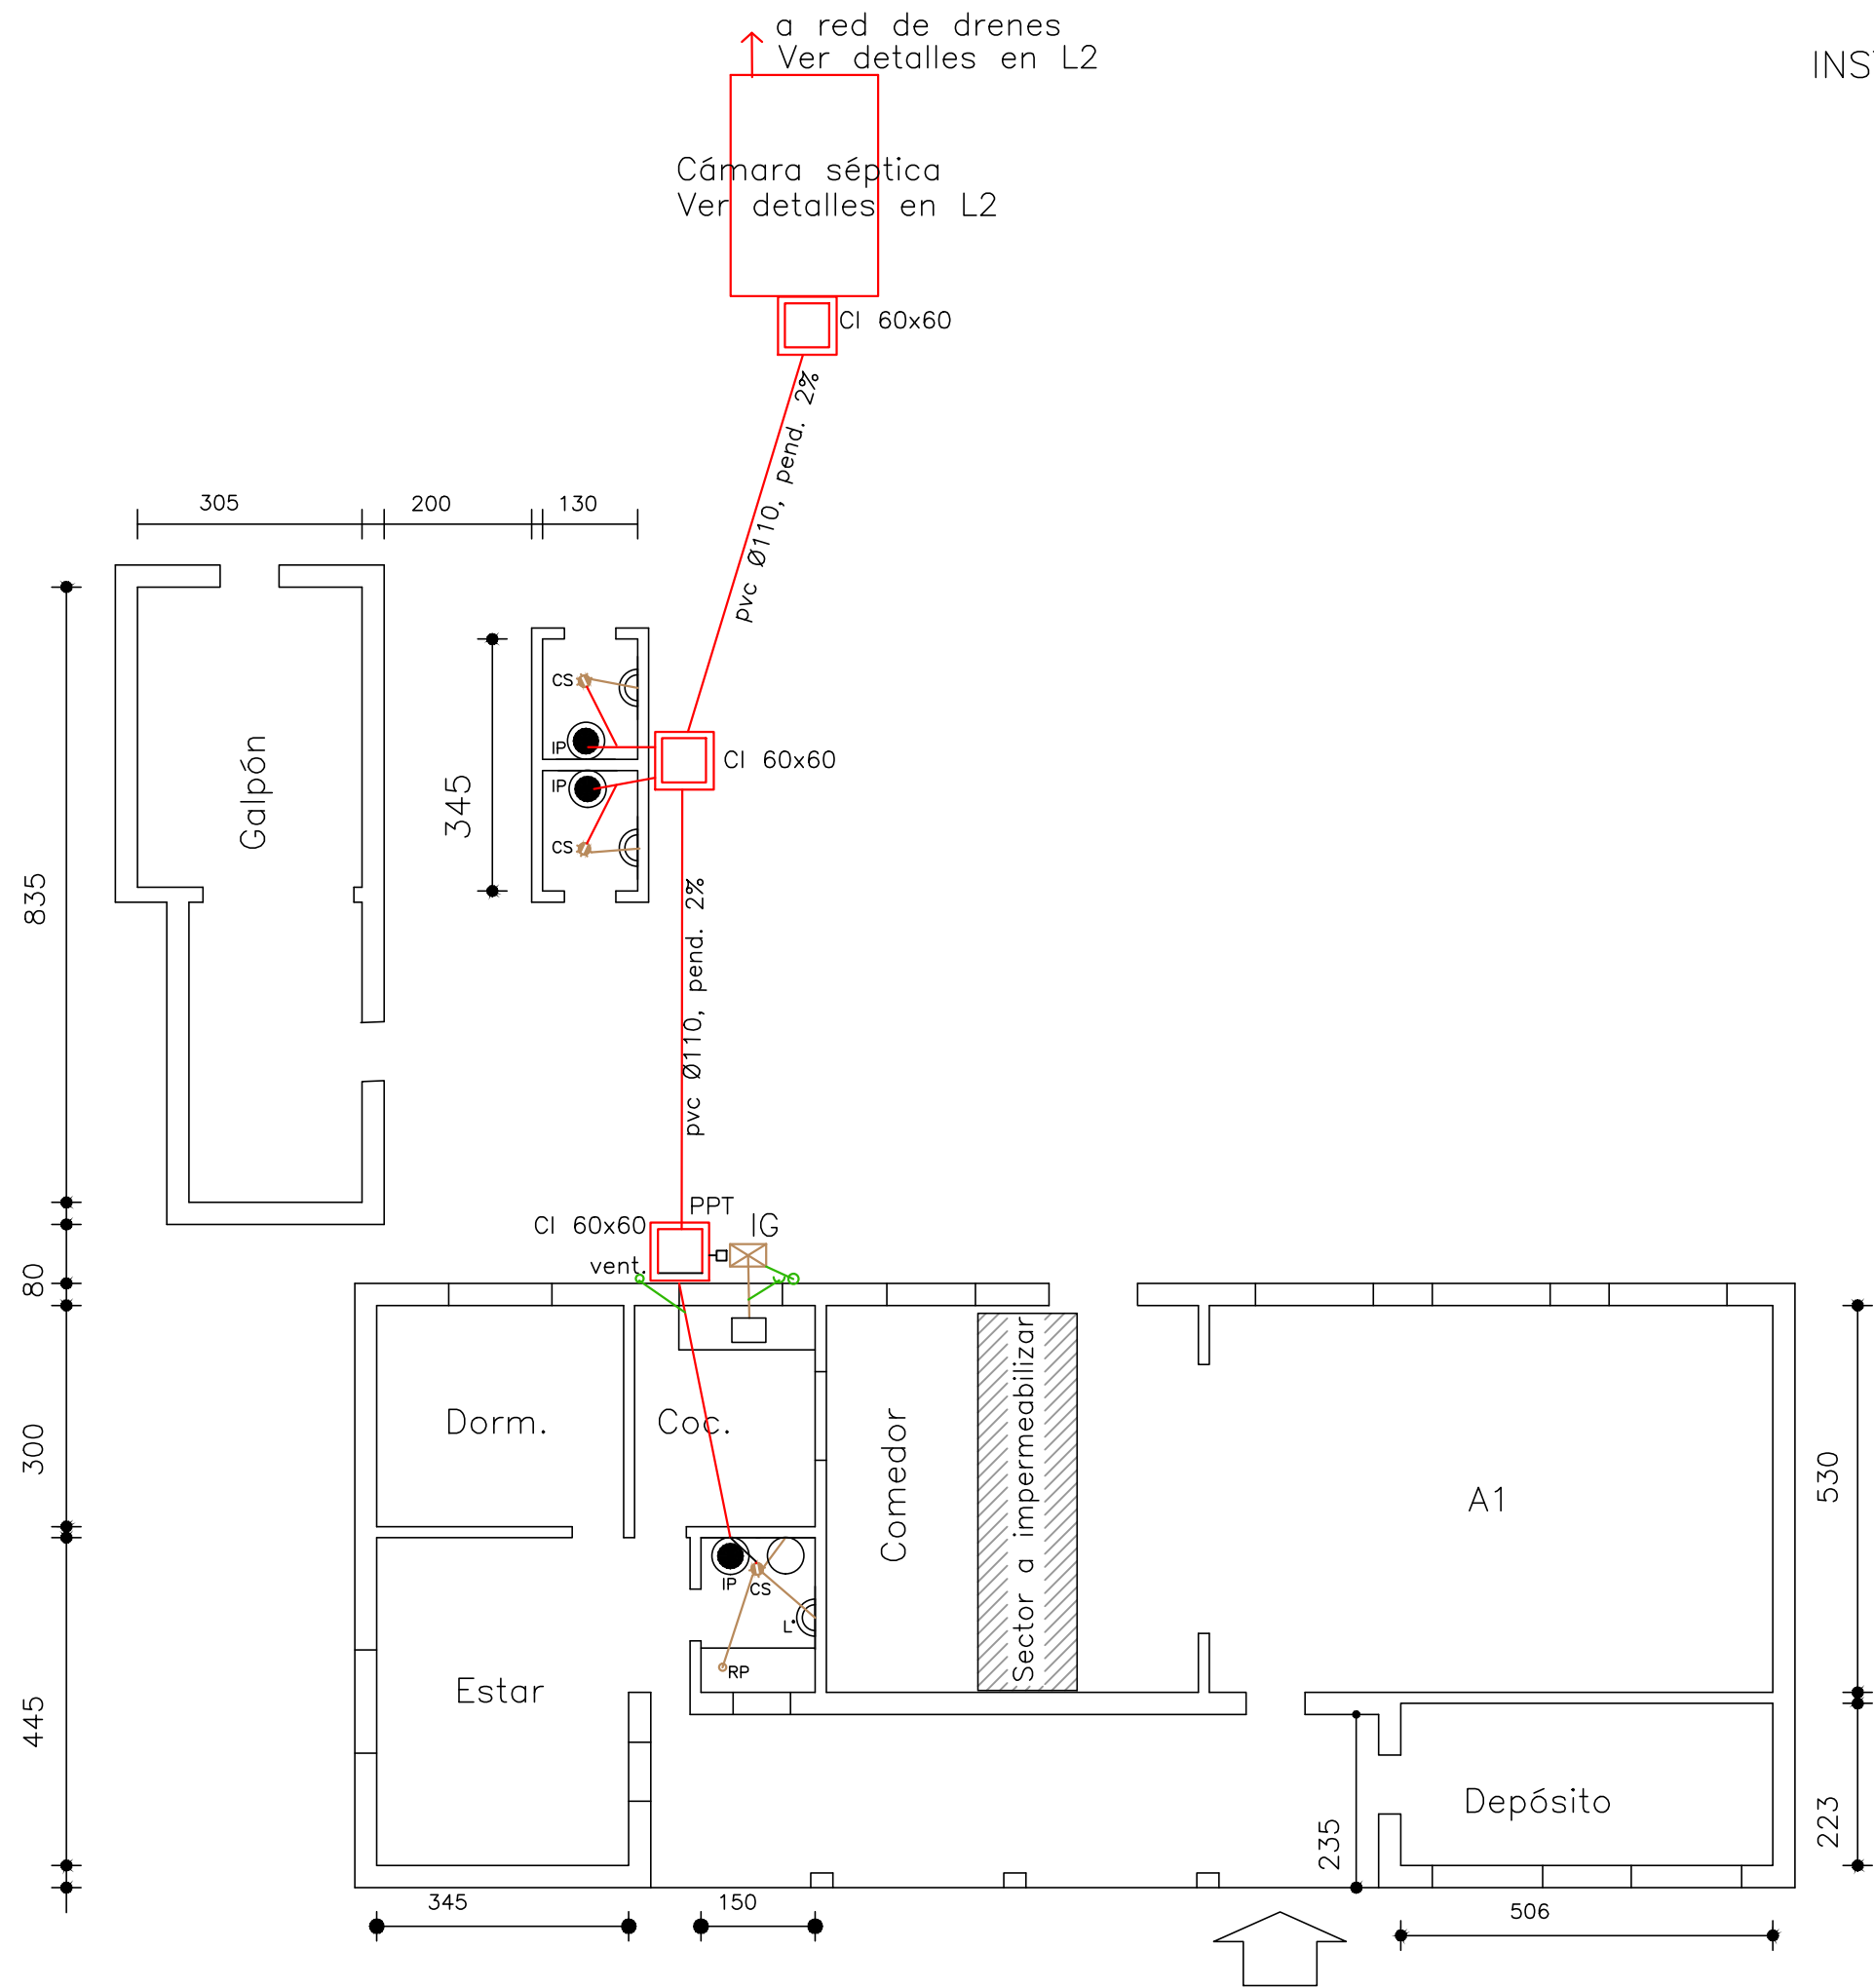 a red de drenes
Ver detalles en L2
INS
Cámara séptica
Ver detalles en L2
CI 60x60
pvc Ø110, pend. 2%
305
200
130
CS
IP
CI 60x60
IP
CS
345
Galpón
835
pvc Ø110, pend. 2%
PPT
CI 60x60
IG
vent.
80
Dorm.
Coc.
300
Comedor
Sector a impermeabilizar
A1
530
IP
CS
L°
RP
Estar
445
Depósito
235
223
345
150
506